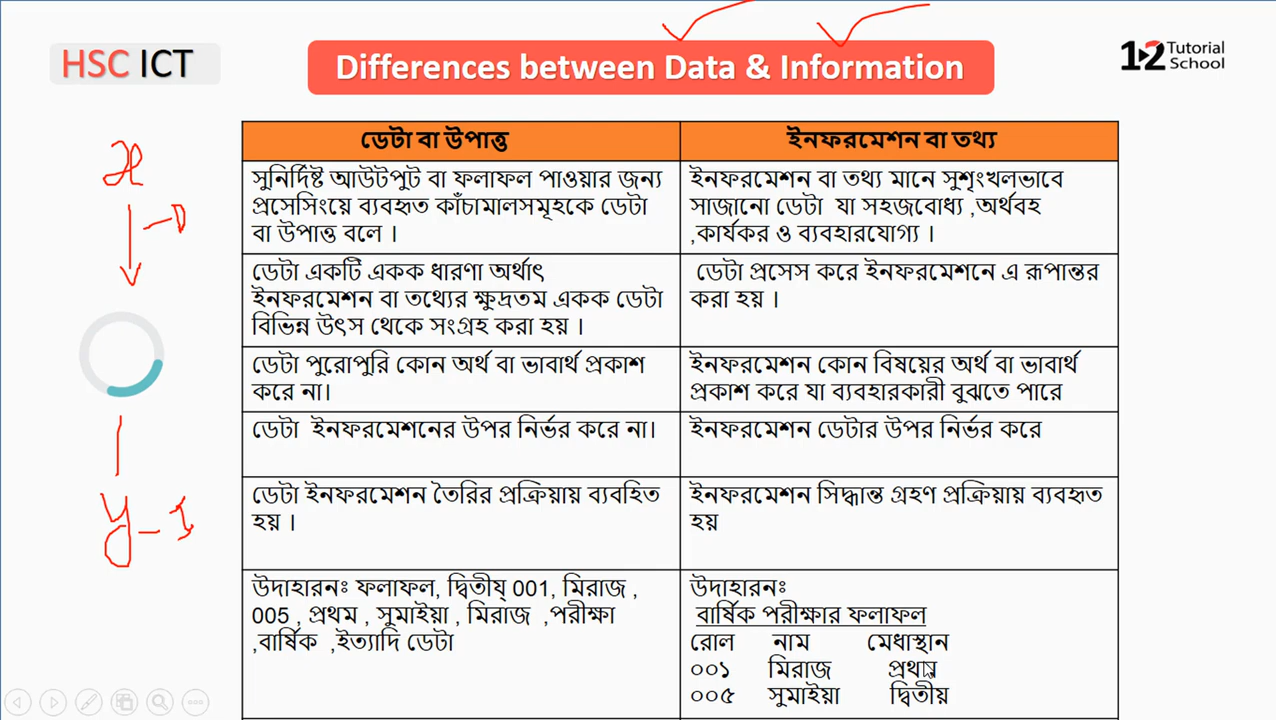 HSC ICT
Differences between Data & Information
12 Tutorial
School
ডেটা বা উপাত্ত
ইনফরমেশন বা তথ্য
সুনির্দিষ্ট আউটপুট বা ফলাফল পাওয়ার জন্য
প্রসেসিংয়ে ব্যবহৃত কাঁচামালসমূহকে ডেটা
বা উপাত্ত বলে ।
ইনফরমেশন বা তথ্য মানে সুশৃংখলভাবে
সাজানো ডেটা যা সহজবোধ্য ,অর্থবহ
,কার্যকর ও ব্যবহারযোগ্য ।
ডেটা একটি একক ধারণা অর্থাৎ
ইনফরমেশন বা তথ্যের ক্ষুদ্রতম একক ডেটা
বিভিন্ন উৎস থেকে সংগ্রহ করা হয় ।
ডেটা প্রসেস করে ইনফরমেশনে এ রূপান্তর
করা হয় ।
ডেটা পুরোপুরি কোন অর্থ বা ভাবার্থ প্রকাশ
করে না।
ইনফরমেশন কোন বিষয়ের অর্থ বা ভাবার্থ
প্রকাশ করে যা ব্যবহারকারী বুঝতে পারে
ডেটা ইনফরমেশনের উপর নির্ভর করে না।
ইনফরমেশন ডেটার উপর নির্ভর করে
ডেটা ইনফরমেশন তৈরির প্রক্রিয়ায় ব্যবহিত
হয় ।
ইনফরমেশন সিদ্ধান্ত গ্রহণ প্রক্রিয়ায় ব্যবহৃত
হয়
উদাহারনঃ ফলাফল, দ্বিতীয্ 001, মিরাজ ,
005 , প্রথম , সুমাইয়া , মিরাজ ,পরীক্ষা
,বার্ষিক ,ইত্যাদি ডেটা
উদাহারনঃ
বার্ষিক পরীক্ষার ফলাফল
রোল নাম মেধাস্থান
০০১ মিরাজ প্রথম
০০৫ সুমাইয়া দ্বিতীয়
x
D
y - I